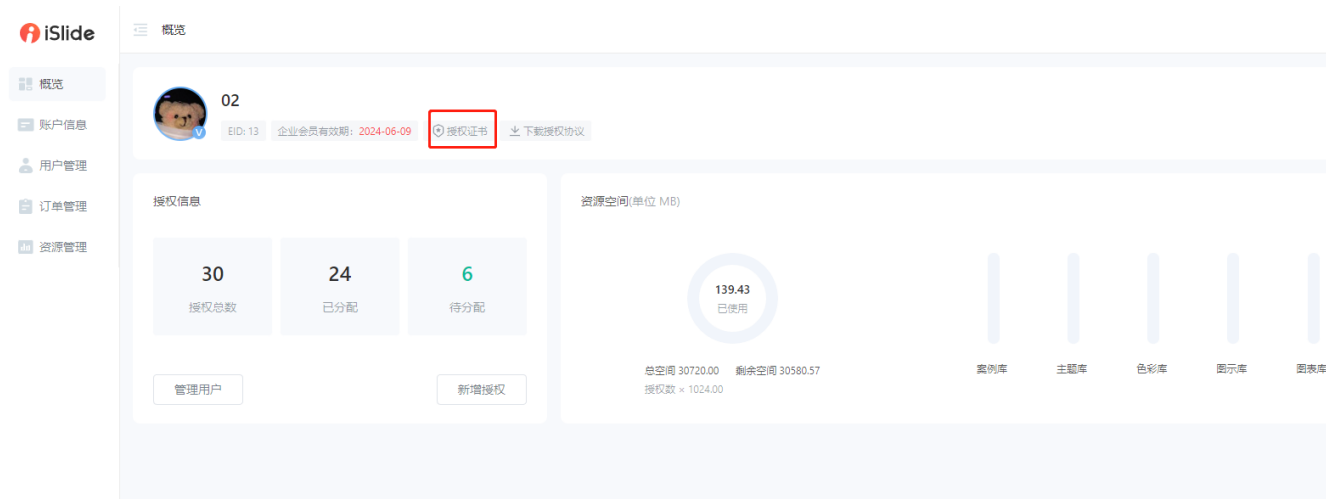 iSlide
概览
概览
账户信息
用户管理
订单管理
资源管理
02
V
EID: 13 企业会员有效期：2024-06-09 授权证书 下载授权协议
授权信息
30 24 6
授权总数 已分配 待分配
管理用户 新增授权
资源空间(单位 MB)
139.43
已使用
总空间 30720.00 剩余空间 30580.57
授权数 × 1024.00
案例库 主题库 色彩库 图示库 图表库